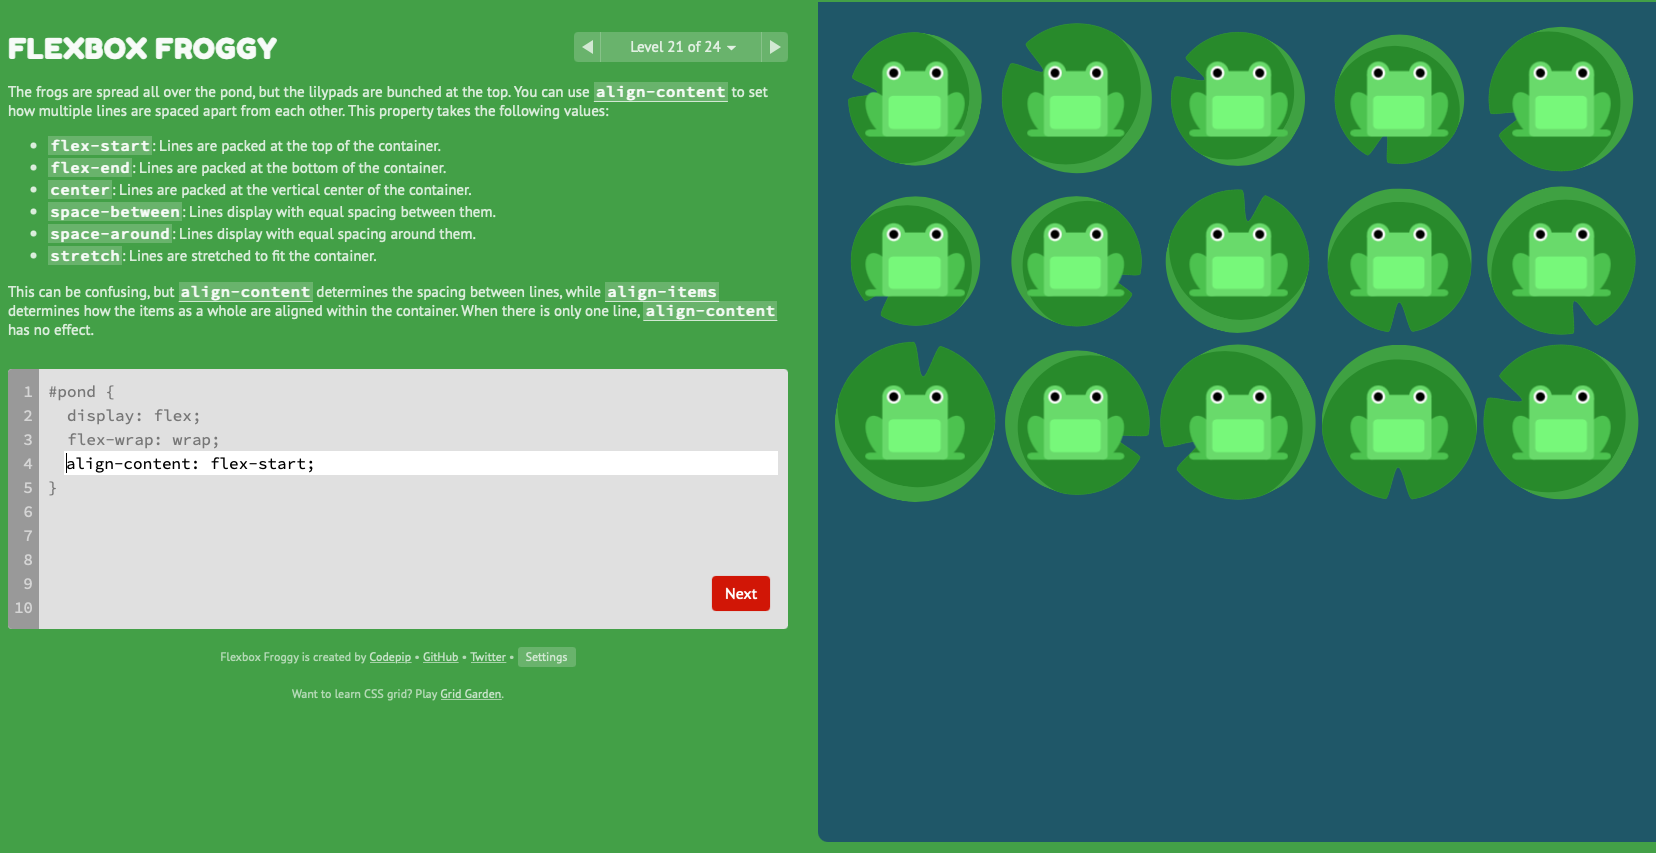 FLEXBOX FROGGY
Level 21 of 24
The frogs are spread all over the pond, but the lilypads are bunched at the top. You can use align-content to set
how multiple lines are spaced apart from each other. This property takes the following values:
• flex-start: Lines are packed at the top of the container.
• flex-end: Lines are packed at the bottom of the container.
• center: Lines are packed at the vertical center of the container.
• space-between: Lines display with equal spacing between them.
• space-around: Lines display with equal spacing around them.
• stretch: Lines are stretched to fit the container.
This can be confusing, but align-content determines the spacing between lines, while align-items
determines how the items as a whole are aligned within the container. When there is only one line, align-content
has no effect.
1 #pond {
2 display: flex;
3 flex-wrap: wrap;
4 align-content: flex-start;
5 }
6
7
8
9
10
Next
Flexbox Froggy is created by Codepip • GitHub • Twitter • Settings
Want to learn CSS grid? Play Grid Garden.